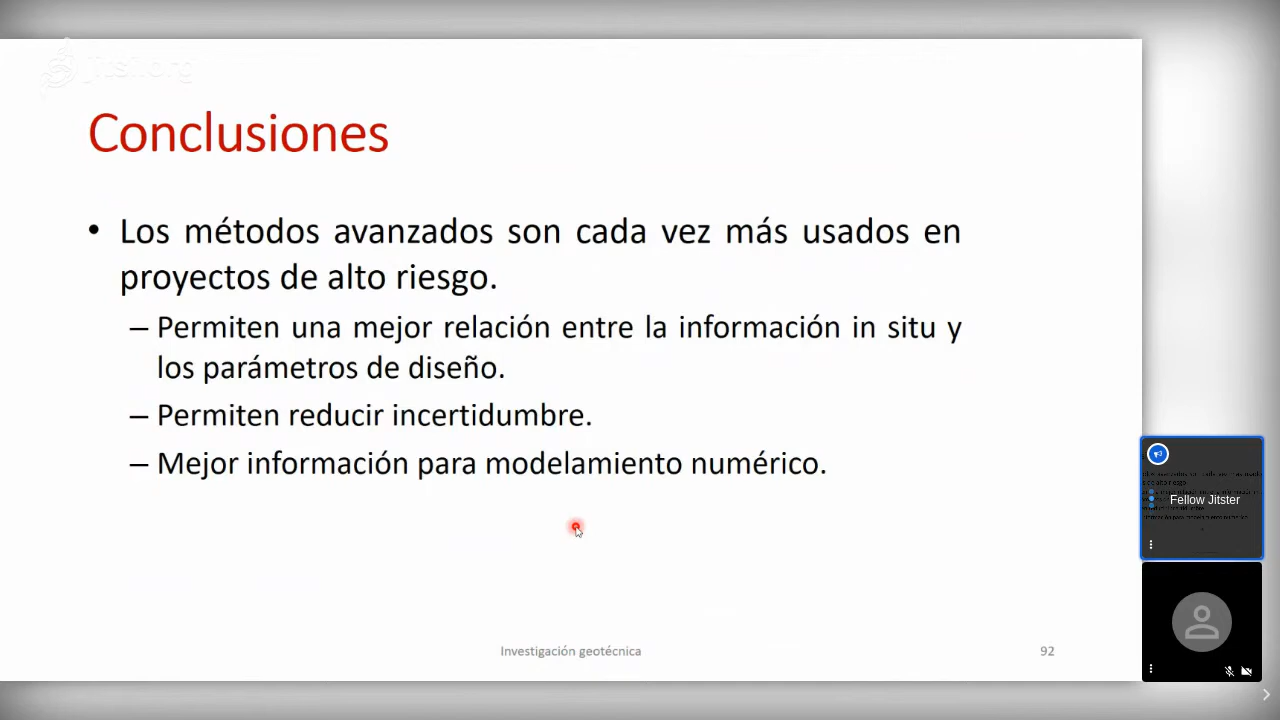 jitsi.org
Conclusiones
• Los métodos avanzados son cada vez más usados en
proyectos de alto riesgo.
– Permiten una mejor relación entre la información in situ y
los parámetros de diseño.
– Permiten reducir incertidumbre.
– Mejor información para modelamiento numérico.
Fellow Jitster
Investigación geotécnica
92